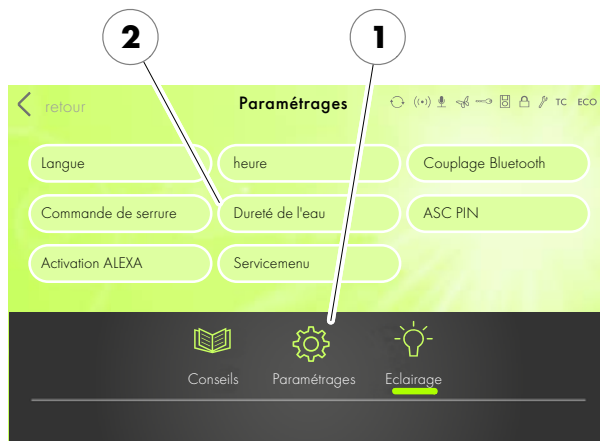 2 1
retour Paramétrages TC ECO
Langue heure Couplage Bluetooth
Commande de serrure Dureté de l'eau ASC PIN
Activation ALEXA Servicemenu
Conseils Paramétrages Eclairage